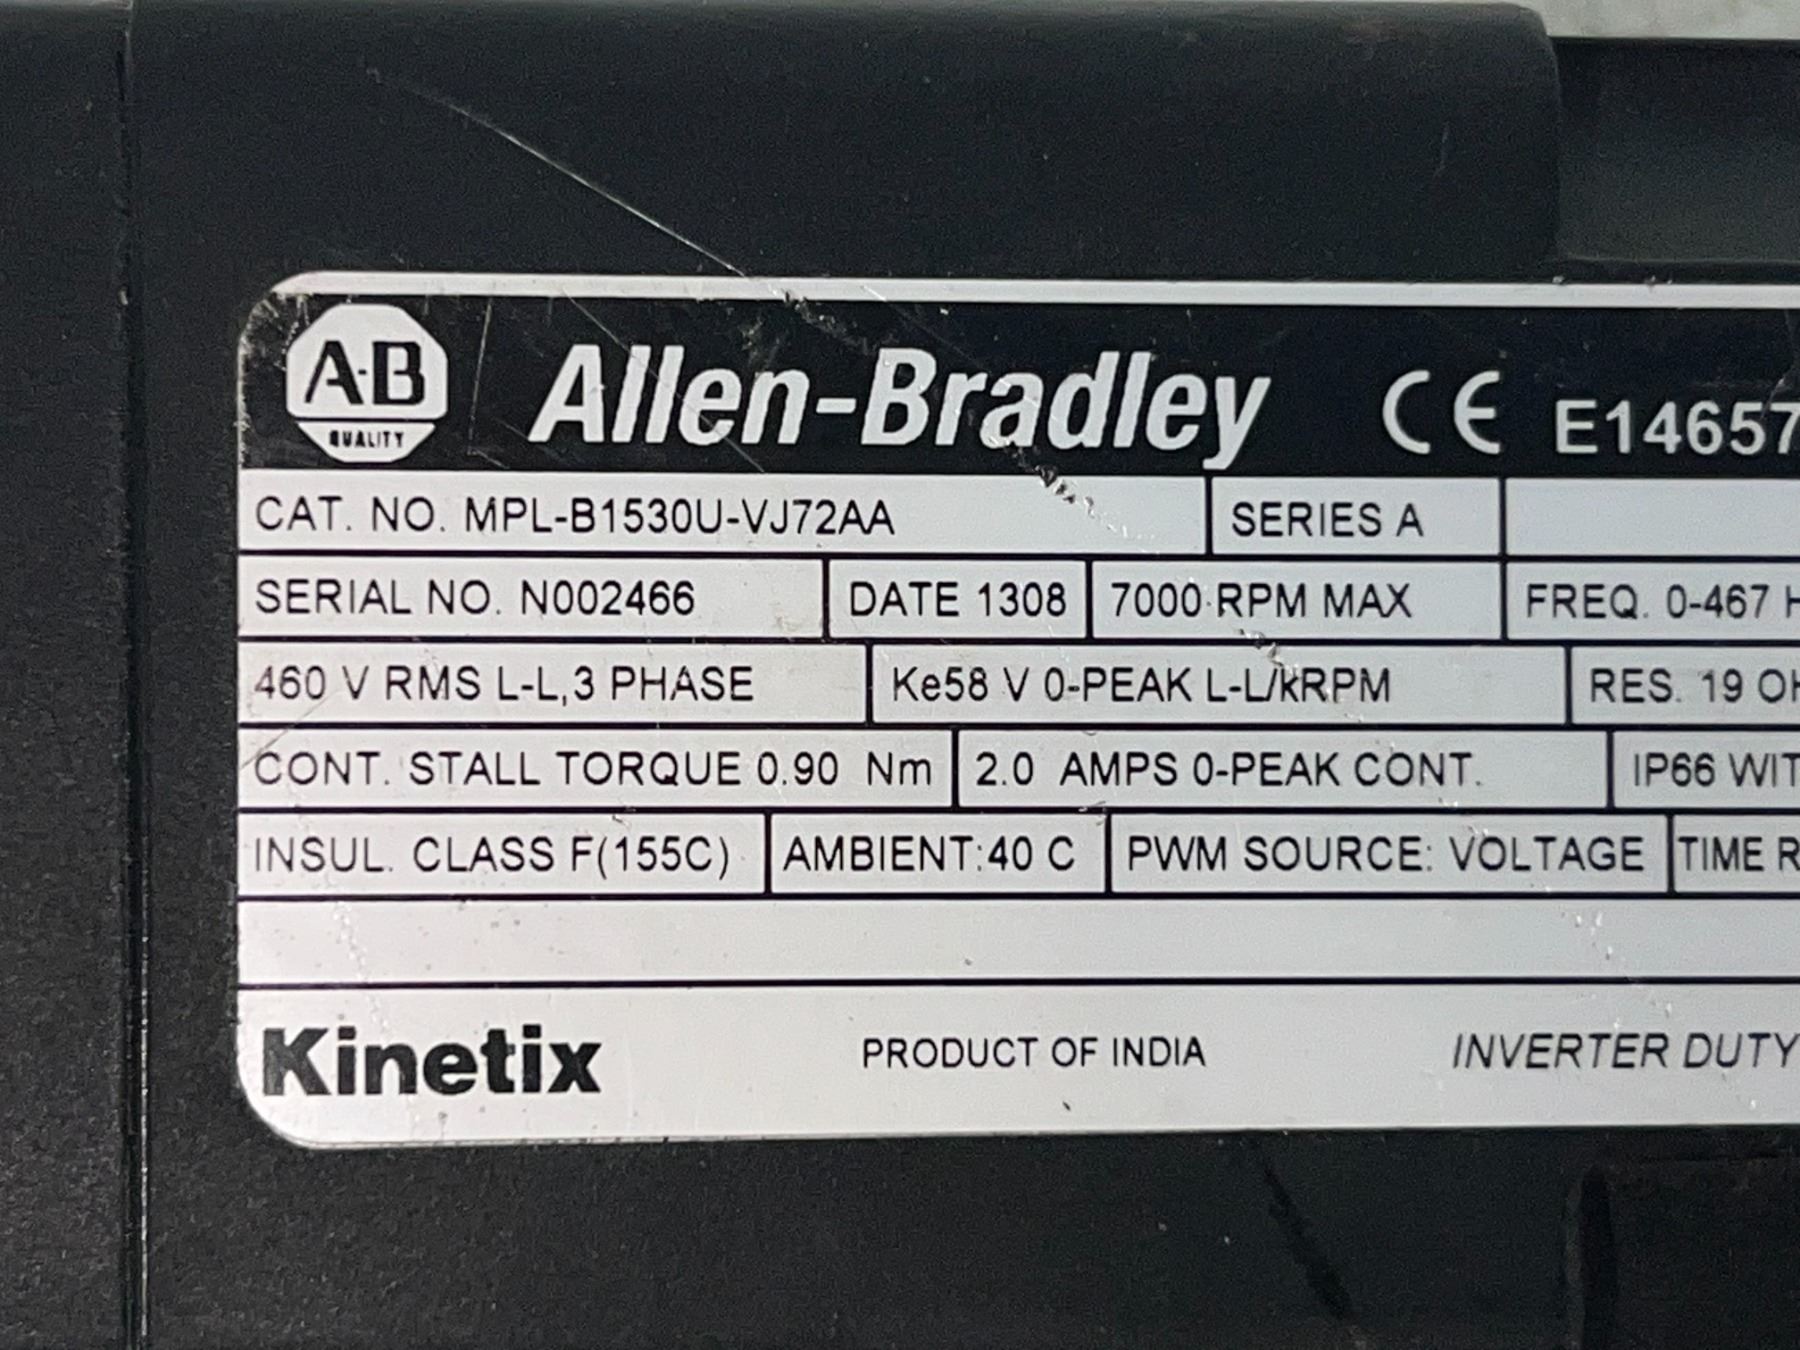 A-B
QUALITY
Allen-Bradley CE E14657
CAT. NO. MPL-B1530U-VJ72AA SERIES A
SERIAL NO. N002466 DATE 1308 7000 RPM MAX FREQ. 0-467 H
460 V RMS L-L,3 PHASE Ke58 V 0-PEAK L-L/kRPM RES. 19 OH
CONT. STALL TORQUE 0.90 Nm 2.0 AMPS 0-PEAK CONT. IP66 WIT
INSUL. CLASS F(155C) AMBIENT:40 C PWM SOURCE: VOLTAGE TIME R
Kinetix PRODUCT OF INDIA INVERTER DUTY